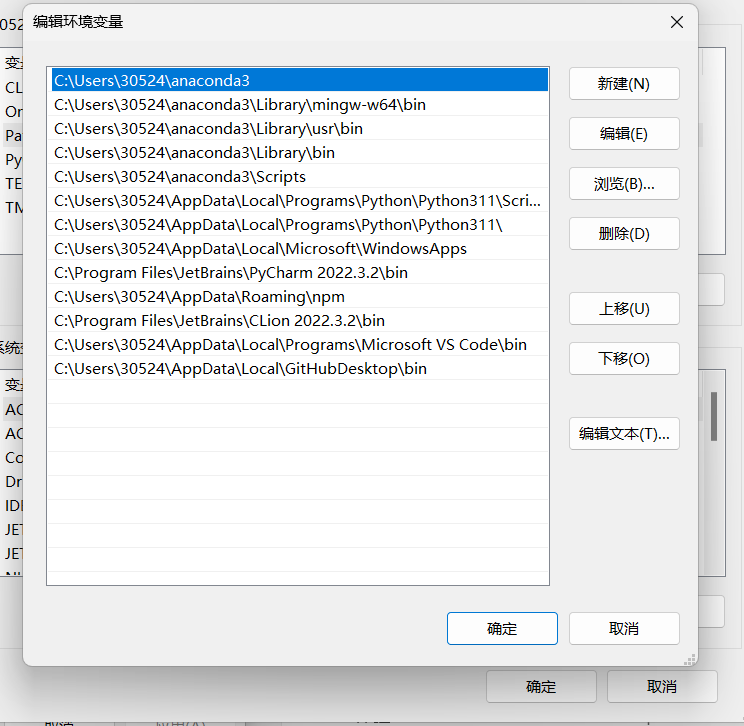 编辑环境变量
C:\Users\30524\anaconda3
C:\Users\30524\anaconda3\Library\mingw-w64\bin
C:\Users\30524\anaconda3\Library\usr\bin
C:\Users\30524\anaconda3\Library\bin
C:\Users\30524\anaconda3\Scripts
C:\Users\30524\AppData\Local\Programs\Python\Python311\Scri...
C:\Users\30524\AppData\Local\Programs\Python\Python311\
C:\Users\30524\AppData\Local\Microsoft\WindowsApps
C:\Program Files\JetBrains\PyCharm 2022.3.2\bin
C:\Users\30524\AppData\Roaming\npm
C:\Program Files\JetBrains\CLion 2022.3.2\bin
C:\Users\30524\AppData\Local\Programs\Microsoft VS Code\bin
C:\Users\30524\AppData\Local\GitHubDesktop\bin
新建(N)
编辑(E)
浏览(B)...
删除(D)
上移(U)
下移(O)
编辑文本(T)...
确定
取消
052
变
CL
Or
Pa
Py
TE
TM
系统
变
AC
AC
Co
Dr
IDI
JET
JET
确定
取消